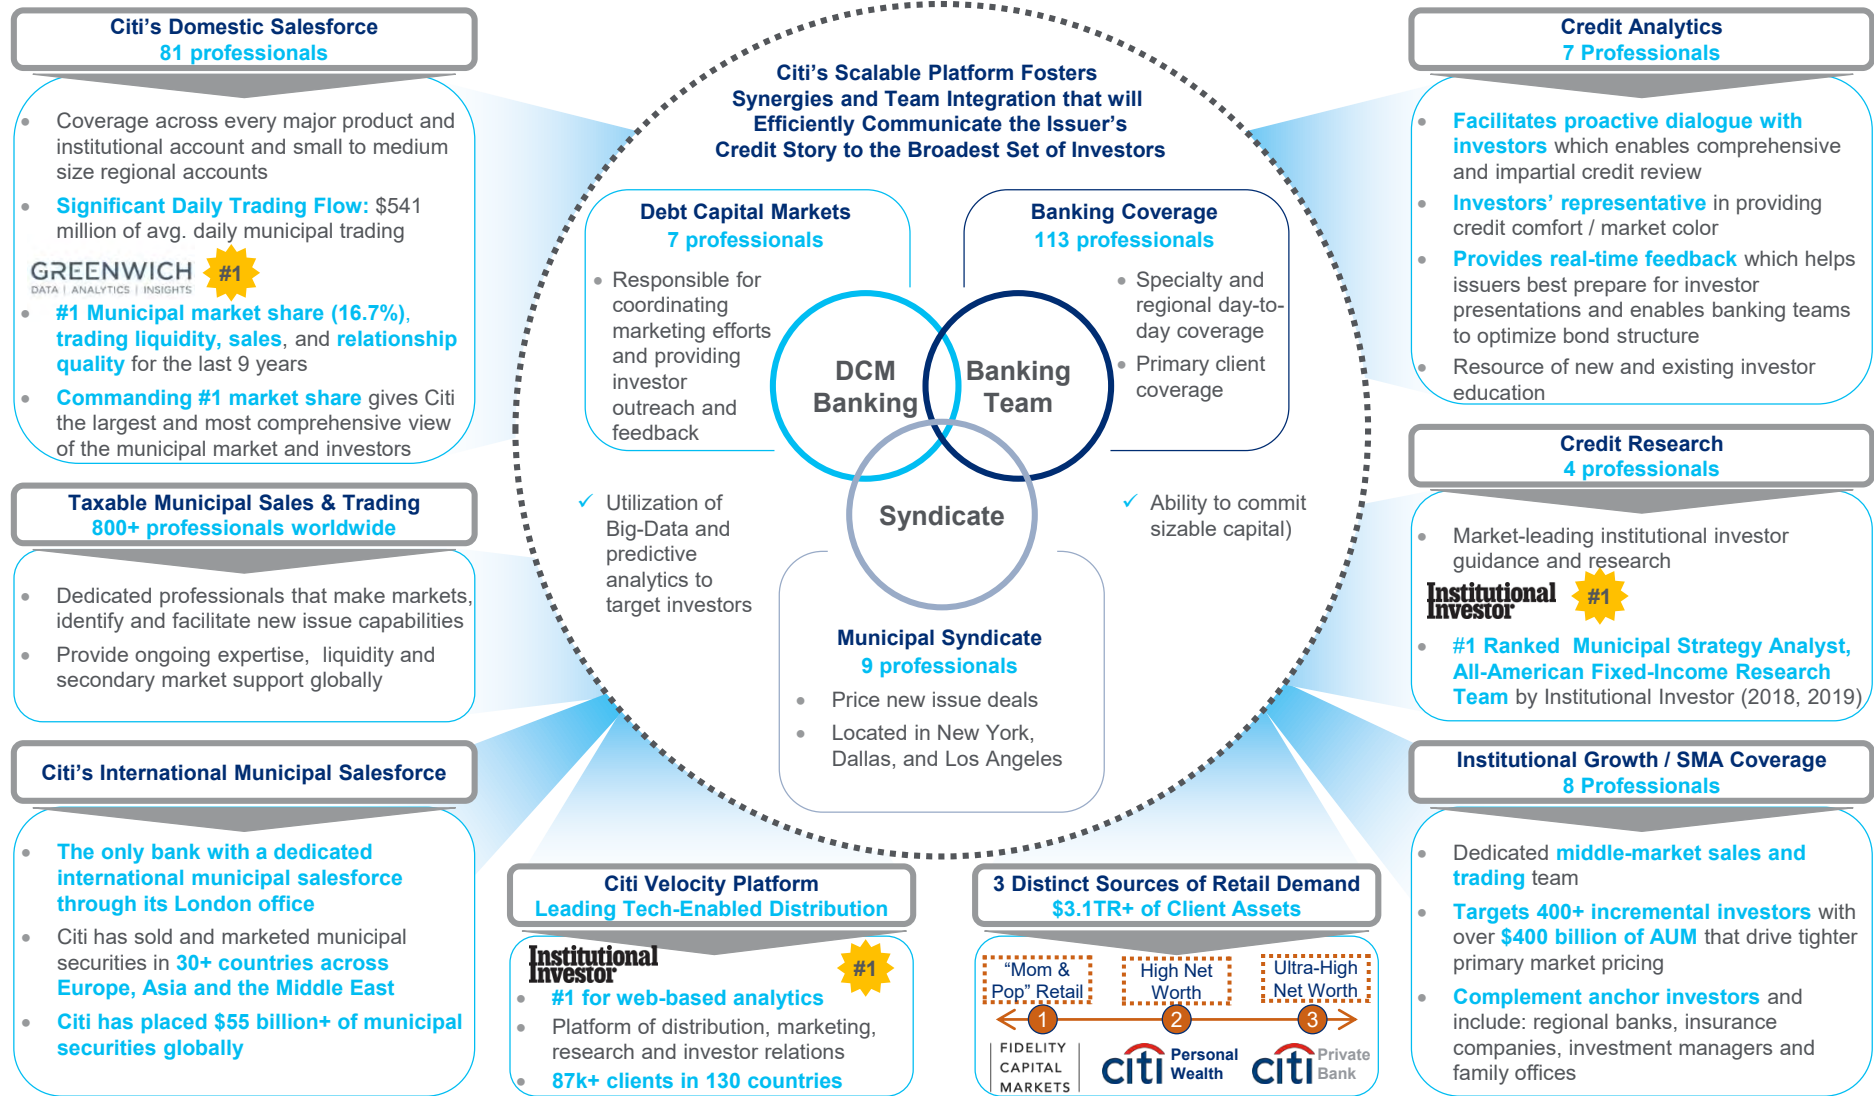 Citi's Domestic Salesforce
81 professionals
Coverage across every major product and
institutional account and small to medium
size regional accounts
Significant Daily Trading Flow: $541
million of avg. daily municipal trading
GREENWICH
DATA | ANALYTICS | INSIGHTS
#1
#1 Municipal market share (16.7%),
trading liquidity, sales, and relationship
quality for the last 9 years
Commanding #1 market share gives Citi
the largest and most comprehensive view
of the municipal market and investors
Taxable Municipal Sales & Trading
800+ professionals worldwide
Dedicated professionals that make markets,
identify and facilitate new issue capabilities
Provide ongoing expertise, liquidity and
secondary market support globally
Citi's International Municipal Salesforce
The only bank with a dedicated
international municipal salesforce
through its London office
Citi has sold and marketed municipal
securities in 30+ countries across
Europe, Asia and the Middle East
Citi has placed $55 billion+ of municipal
securities globally
Citi's Scalable Platform Fosters
Synergies and Team Integration that will
Efficiently Communicate the Issuer's
Credit Story to the Broadest Set of Investors
Debt Capital Markets
7 professionals
Responsible for
coordinating
marketing efforts
and providing
investor
outreach and
feedback
Banking Coverage
113 professionals
Specialty and
regional day-to-
day coverage
Primary client
coverage
DCM
Banking
Banking
Team
Syndicate
✓ Utilization of
Big-Data and
predictive
analytics to
target investors
✓ Ability to commit
sizable capital)
Municipal Syndicate
9 professionals
Price new issue deals
Located in New York,
Dallas, and Los Angeles
Citi Velocity Platform
Leading Tech-Enabled Distribution
Institutional
Investor
#1
#1 for web-based analytics
Platform of distribution, marketing,
research and investor relations
87k+ clients in 130 countries
3 Distinct Sources of Retail Demand
$3.1TR+ of Client Assets
"Mom &
Pop" Retail
High Net
Worth
Ultra-High
Net Worth
1
2
3
FIDELITY
CAPITAL
MARKETS
citi Personal
Wealth
citi Private
Bank
Credit Analytics
7 Professionals
Facilitates proactive dialogue with
investors which enables comprehensive
and impartial credit review
Investors' representative in providing
credit comfort / market color
Provides real-time feedback which helps
issuers best prepare for investor
presentations and enables banking teams
to optimize bond structure
Resource of new and existing investor
education
Credit Research
4 professionals
Market-leading institutional investor
guidance and research
Institutional
Investor
#1
#1 Ranked Municipal Strategy Analyst,
All-American Fixed-Income Research
Team by Institutional Investor (2018, 2019)
Institutional Growth / SMA Coverage
8 Professionals
Dedicated middle-market sales and
trading team
Targets 400+ incremental investors with
over $400 billion of AUM that drive tighter
primary market pricing
Complement anchor investors and
include: regional banks, insurance
companies, investment managers and
family offices